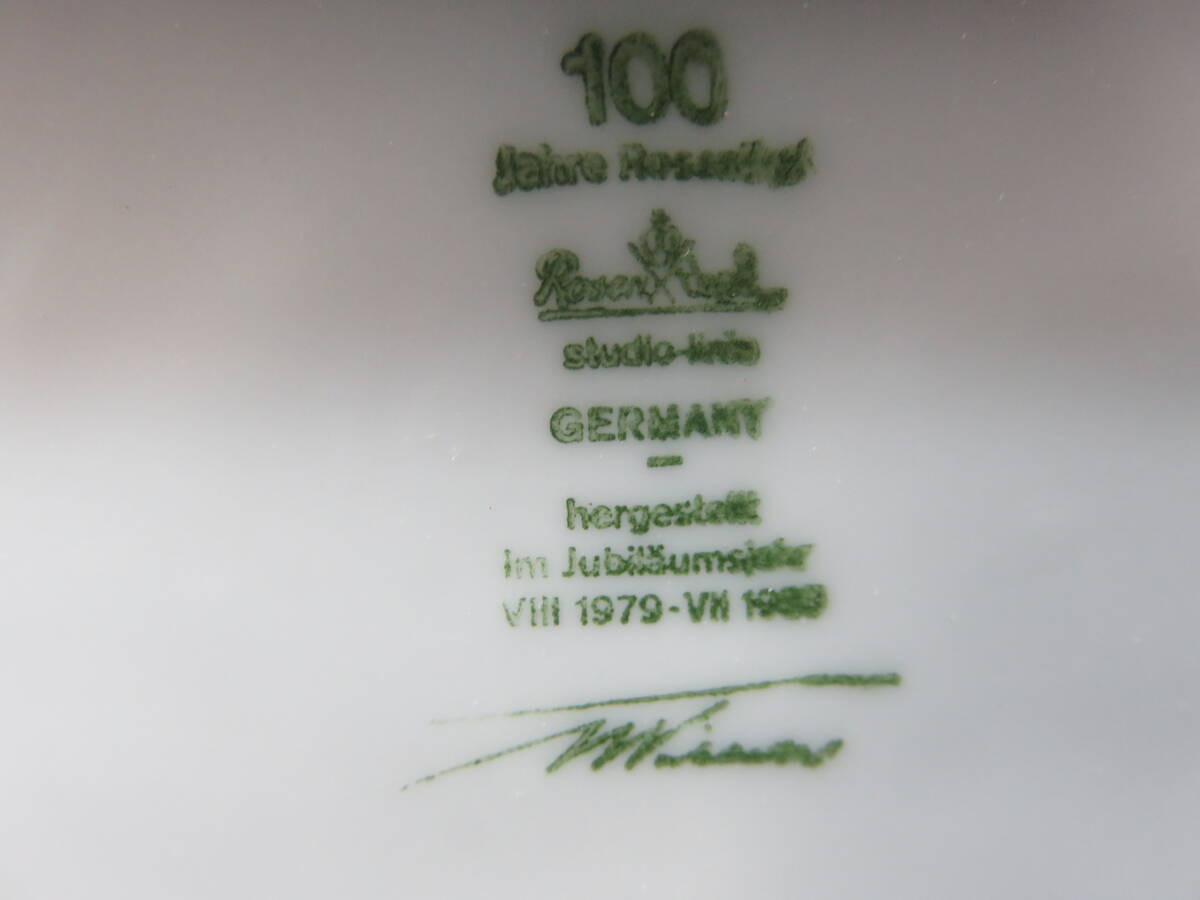 100
Jahre Rosenthal
Rosenthal
studio-linie
GERMANY
–
hergestellt
im Jubiläumsjahr
VIII 1979 - VII 1980